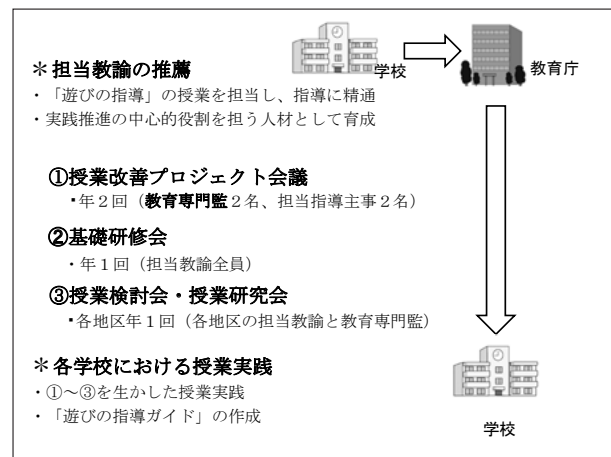 学校
教育庁
＊担当教諭の推薦
・「遊びの指導」の授業を担当し、指導に精通
・実践推進の中心的役割を担う人材として育成
①授業改善プロジェクト会議
・年２回（教育専門監２名、担当指導主事２名）
②基礎研修会
・年１回（担当教諭全員）
③授業検討会・授業研究会
・各地区年１回（各地区の担当教諭と教育専門監）
＊各学校における授業実践
・①～③を生かした授業実践
・「遊びの指導ガイド」の作成
学校